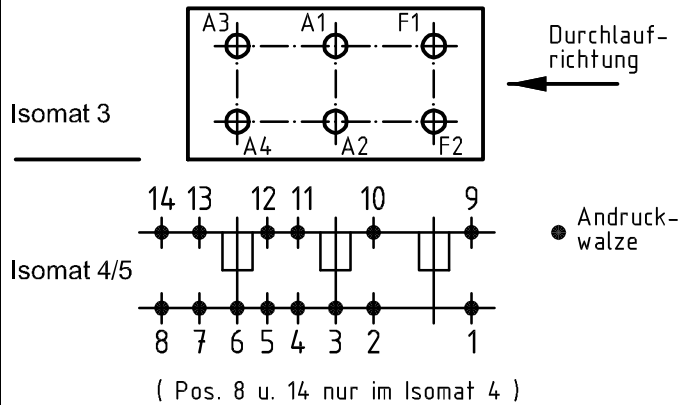 A3 A1 F1
Durchlauf-
richtung
Isomat 3
A4 A2 F2
14 13 12 11 10 9
Andruck-
walze
Isomat 4/5
8 7 6 5 4 3 2 1
( Pos. 8 u. 14 nur im Isomat 4 )